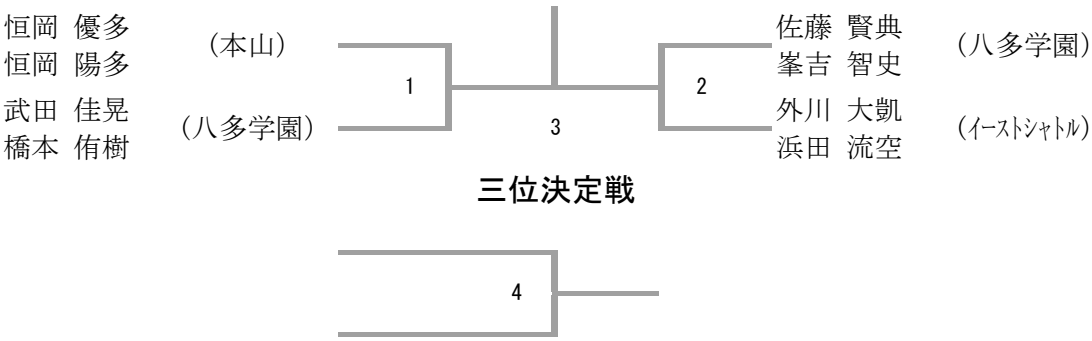 恒岡 優多
恒岡 陽多
(本山)
武田 佳晃
橋本 侑樹
(八多学園)
1
3
2
佐藤 賢典
峯吉 智史
(八多学園)
外川 大凱
浜田 流空
(ｲｰｽﾄｼｬﾄﾙ)
三位決定戦
4